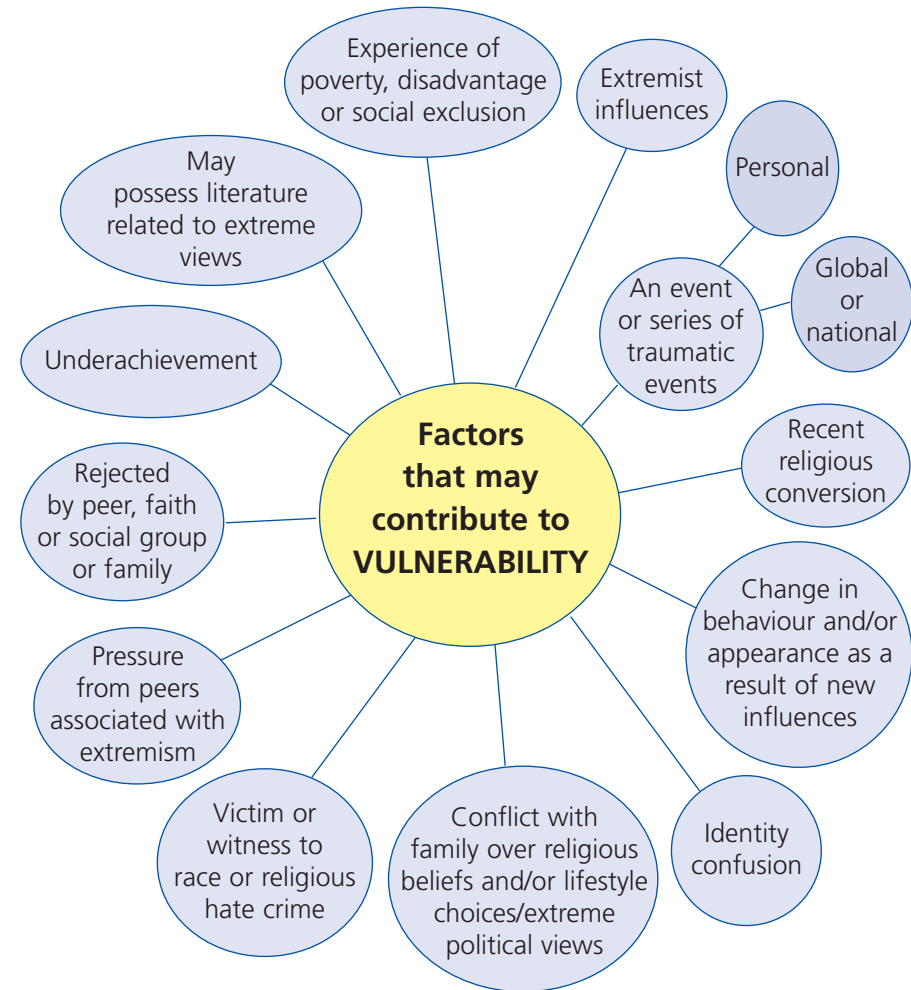 Experience of
poverty, disadvantage
or social exclusion
Extremist
influences
Personal
Global
or
national
An event
or series of
traumatic
events
May
possess literature
related to extreme
views
Underachievement
Factors
that may
contribute to
VULNERABILITY
Recent
religious
conversion
Rejected
by peer, faith
or social group
or family
Change in
behaviour and/or
appearance as a
result of new
influences
Pressure
from peers
associated with
extremism
Victim or
witness to
race or religious
hate crime
Conflict with
family over religious
beliefs and/or lifestyle
choices/extreme
political views
Identity
confusion